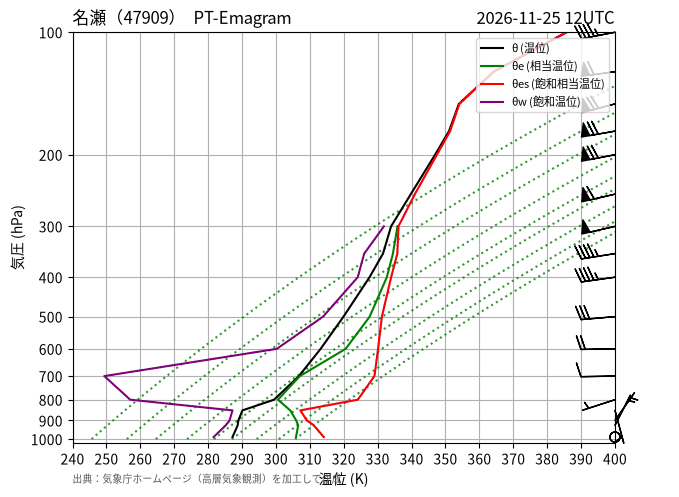 名瀬（47909） PT-Emagram
2026-11-25 12UTC
θ (温位)
θe (相当温位)
θes (飽和相当温位)
θw (飽和温位)
気圧 (hPa)
100
200
300
400
500
600
700
800
900
1000
240 250 260 270 280 290 300 310 320 330 340 350 360 370 380 390 400
温位 (K)
出典：気象庁ホームページ（高層気象観測）を加工して